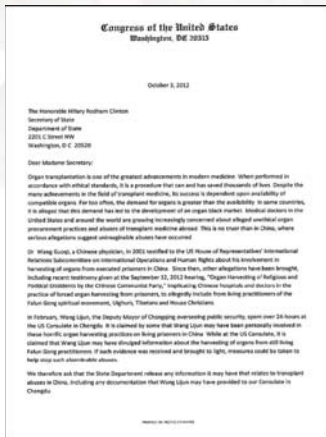 Congress of the United States
Washington, DC 20515
October 3, 2012
The Honorable Hillary Rodham Clinton
Secretary of State
Department of State
2201 C Street NW
Washington, D C 20520
Dear Madame Secretary:
Organ transplantation is one of the greatest advancements in modern medicine. When performed in
accordance with ethical standards, it is a procedure that can and has saved thousands of lives. Despite the
many achievements in the field of transplant medicine, its success is dependent upon availability of
compatible organs. Far too often, the demand for organs is greater than the availability. In some countries,
it is alleged that this demand has led to the development of an organ black market. Medical doctors in the
United States and around the world are growing increasingly concerned about alleged unethical organ
procurement practices and abuses of transplant medicine abroad. This is no truer than in China, where
serious allegations suggest unimaginable abuses have occurred
Dr Wang Guoqi, a Chinese physician, in 2001 testified to the US House of Representatives' International
Relations Subcommittee on International Operations and Human Rights about his involvement in
harvesting of organs from executed prisoners in China. Since then, other allegations have been brought,
including recent testimony given at the September 12, 2012 hearing, "Organ Harvesting of Religious and
Political Dissidents by the Chinese Communist Party," implicating Chinese hospitals and doctors in the
practice of forced organ harvesting from prisoners, to allegedly include from living practitioners of the
Falun Gong spiritual movement, Uighurs, Tibetans and House Christians
In February, Wang Lijun, the Deputy Mayor of Chongqing overseeing public security, spent over 24-hours at
the US Consulate in Chengdu. It is claimed by some that Wang Lijun may have been personally involved in
these horrific organ harvesting practices on living prisoners in China. While at the US Consulate, it is
claimed that Wang Lijun may have divulged information about the harvesting of organs from still living
Falun Gong practitioners. If such evidence was received and brought to light, measures could be taken to
help stop such abominable abuses.
We therefore ask that the State Department release any information it may have that relates to transplant
abuses in China, including any documentation that Wang Lijun may have provided to our Consulate in
Chengdu